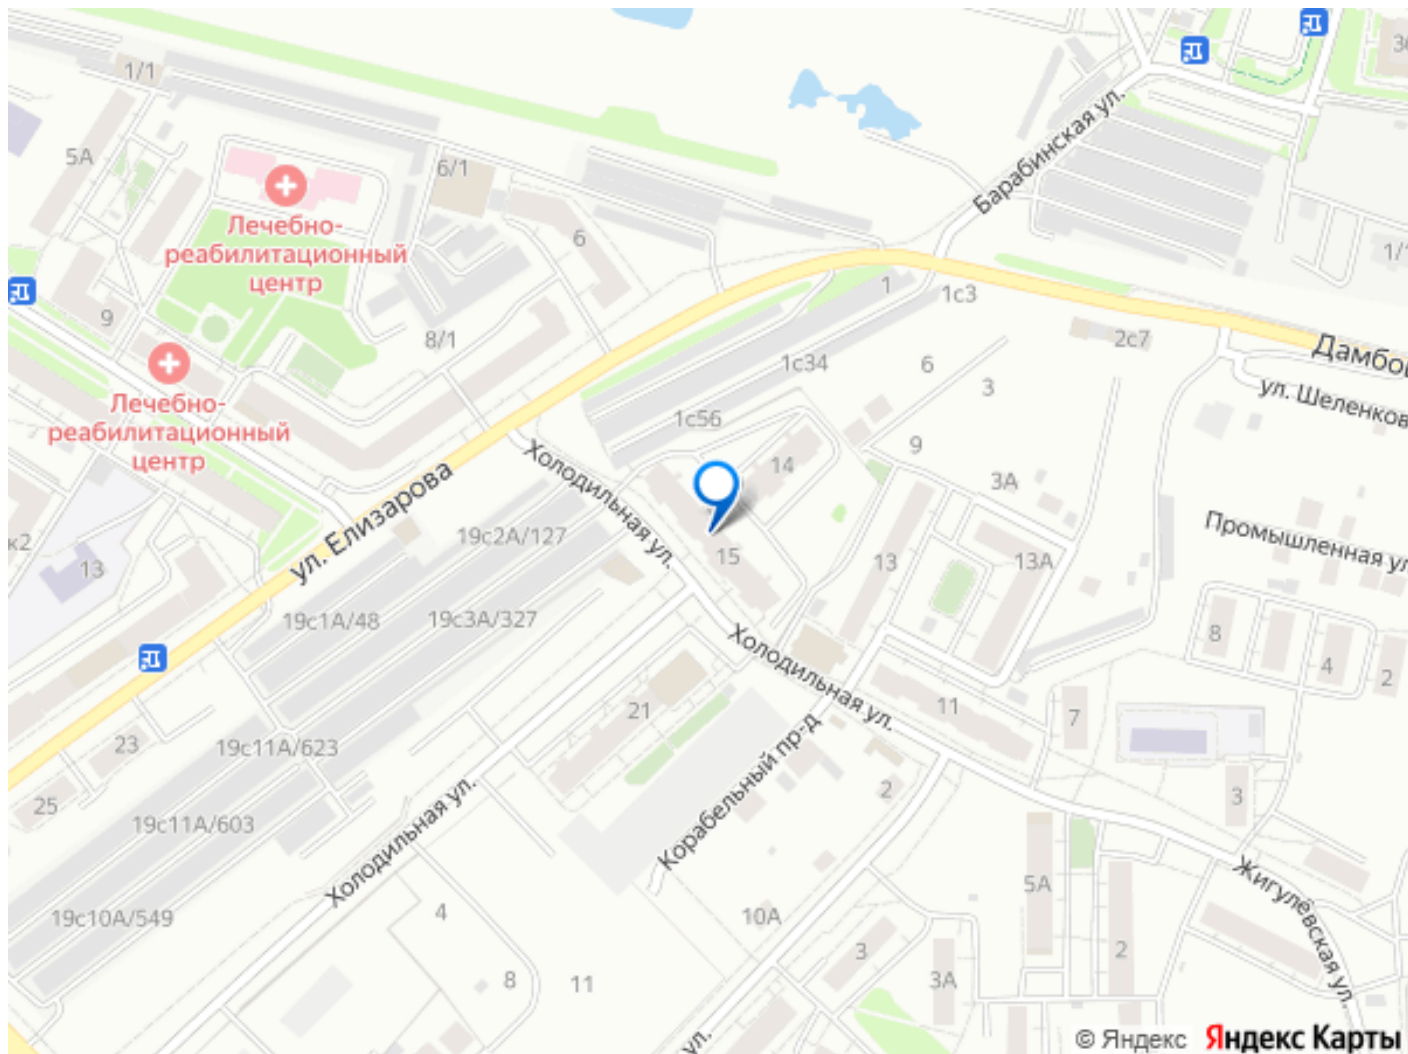 1/1
5А
6/1
Лечебно-
реабилитационный
центр
6
9
8/1
Лечебно-
реабилитационный
центр
Барабинская ул.
1
1с3
1/1
2с7
Дамбов
ул. Шеленков
1с34
6
3
1с56
9
14
3А
ул. Елизарова
Холодильная ул.
19с2А/127
15
13
13А
Промышленная ул
к2
13
19с1А/48
19с3А/327
Холодильная ул.
8
4
2
21
11
7
23
19с11А/623
Корабельный пр-д
2
3
25
19с11А/603
Холодильная ул.
5А
Жигулёвская ул.
19с10А/549
4
10А
3
2
8
11
3А
ул.
© Яндекс
Яндекс Карты